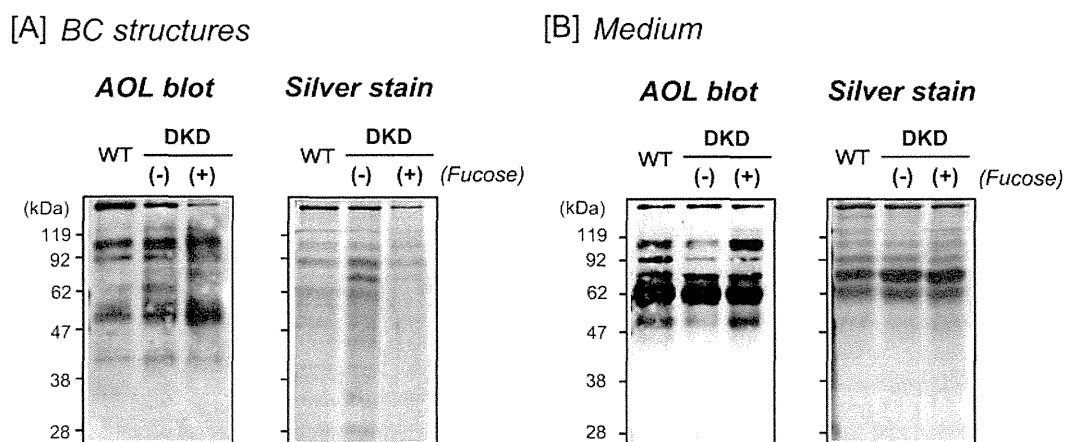 [A] BC structures
[B] Medium
AOL blot
Silver stain
AOL blot
Silver stain
WT
DKD
WT
DKD
WT
DKD
WT
DKD
(-) (+)
(-) (+) (Fucose)
(-) (+)
(-) (+) (Fucose)
(kDa)
119
92
62
47
38
28
(kDa)
119
92
62
47
38
28